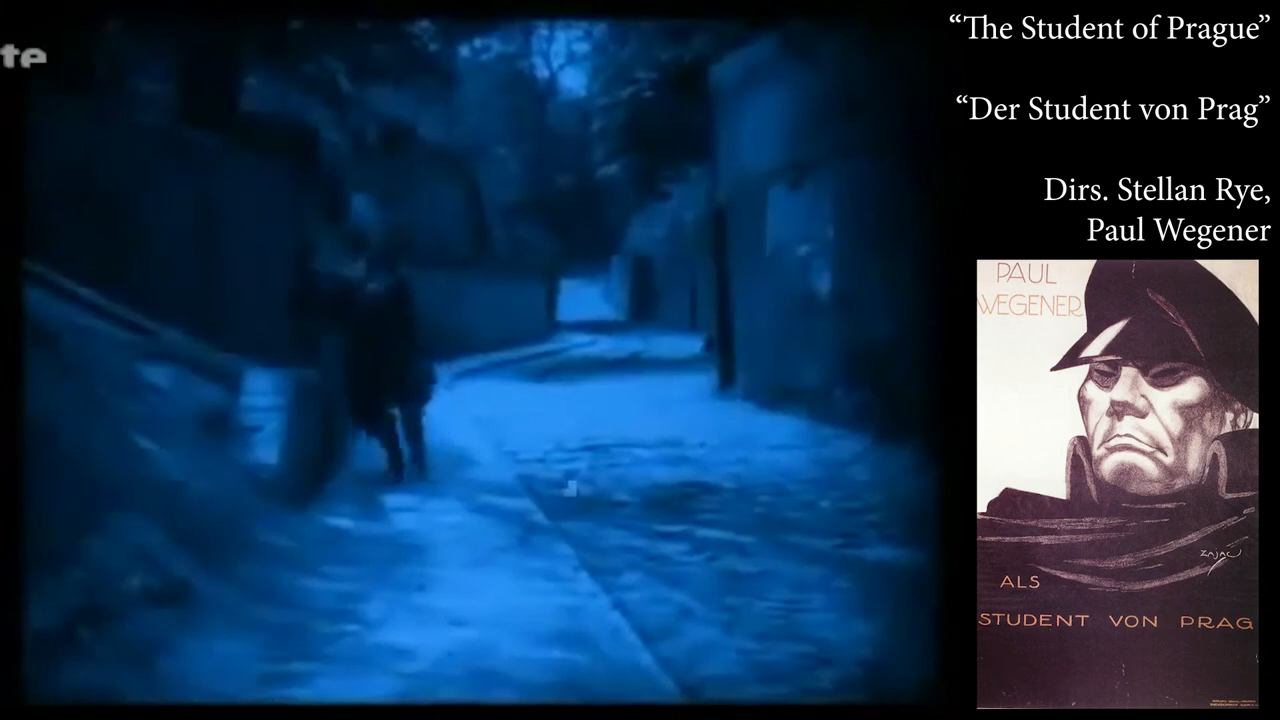 te
“The Student of Prague”
“Der Student von Prag”
Dirs. Stellan Rye,
Paul Wegener
PAUL
WEGENER
ZAJAC
ALS
STUDENT VON PRAG